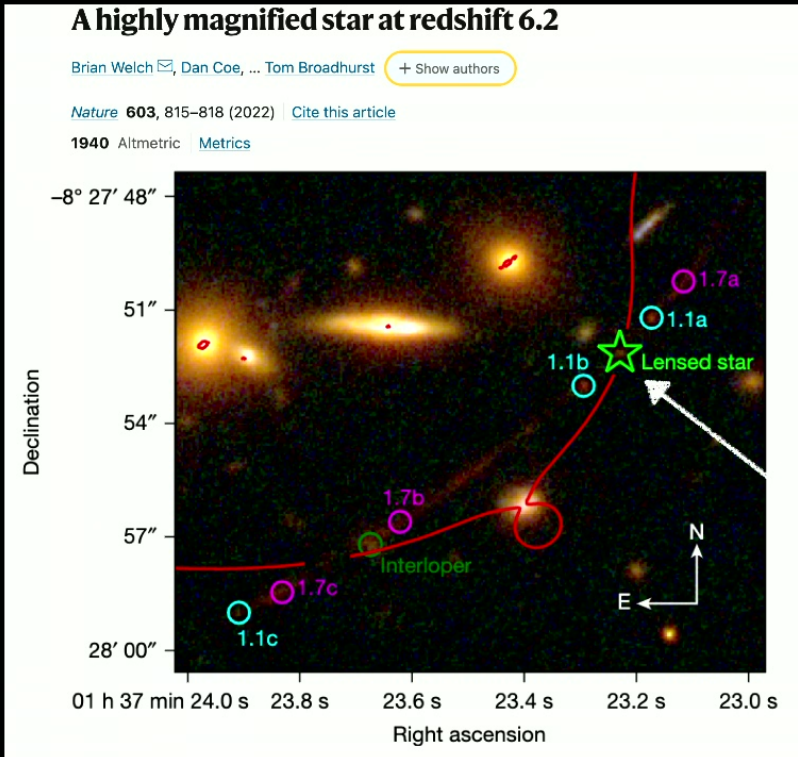 A highly magnified star at redshift 6.2
Brian Welch, Dan Coe, ... Tom Broadhurst + Show authors
Nature 603, 815–818 (2022) Cite this article
1940 Altmetric Metrics
−8° 27′ 48″
51″
54″
57″
28′ 00″
Declination
1.7a
1.1a
Lensed star
1.1b
1.7b
Interloper
1.7c
1.1c
N
E
01 h 37 min 24.0 s 23.8 s 23.6 s 23.4 s 23.2 s 23.0 s
Right ascension